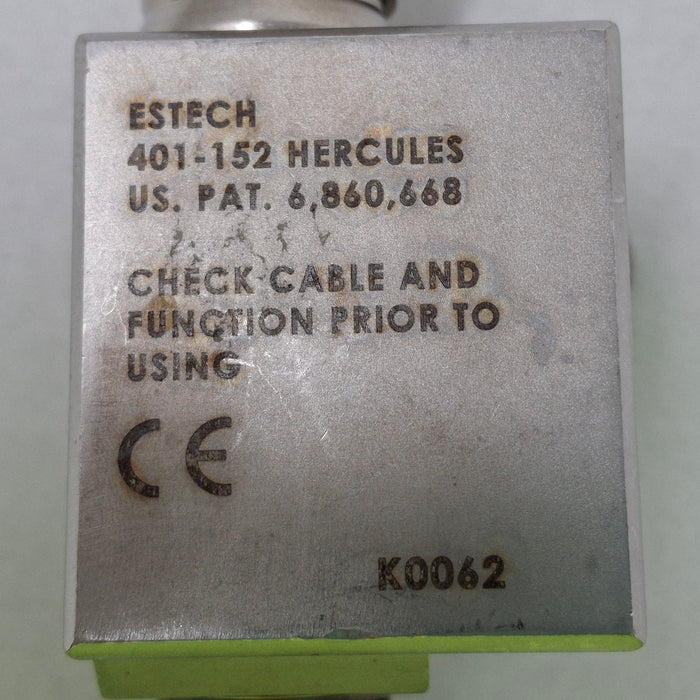 ESTECH
401-152 HERCULES
US. PAT. 6,860,668
CHECK CABLE AND
FUNCTION PRIOR TO
USING
CE
K0062